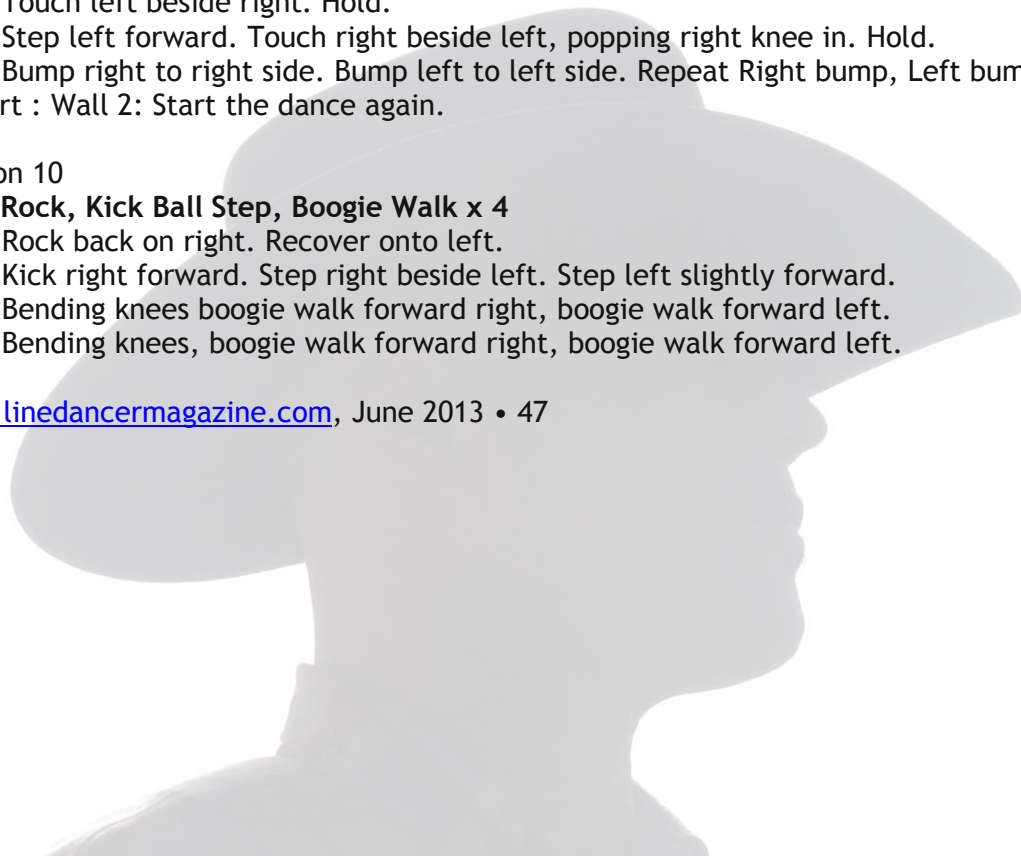 Touch left beside right. Hold.
Step left forward. Touch right beside left, popping right knee in. Hold.
Bump right to right side. Bump left to left side. Repeat Right bump, Left bum
rt : Wall 2: Start the dance again.
on 10
Rock, Kick Ball Step, Boogie Walk x 4
Rock back on right. Recover onto left.
Kick right forward. Step right beside left. Step left slightly forward.
Bending knees boogie walk forward right, boogie walk forward left.
Bending knees, boogie walk forward right, boogie walk forward left.
linedancermagazine.com, June 2013 • 47